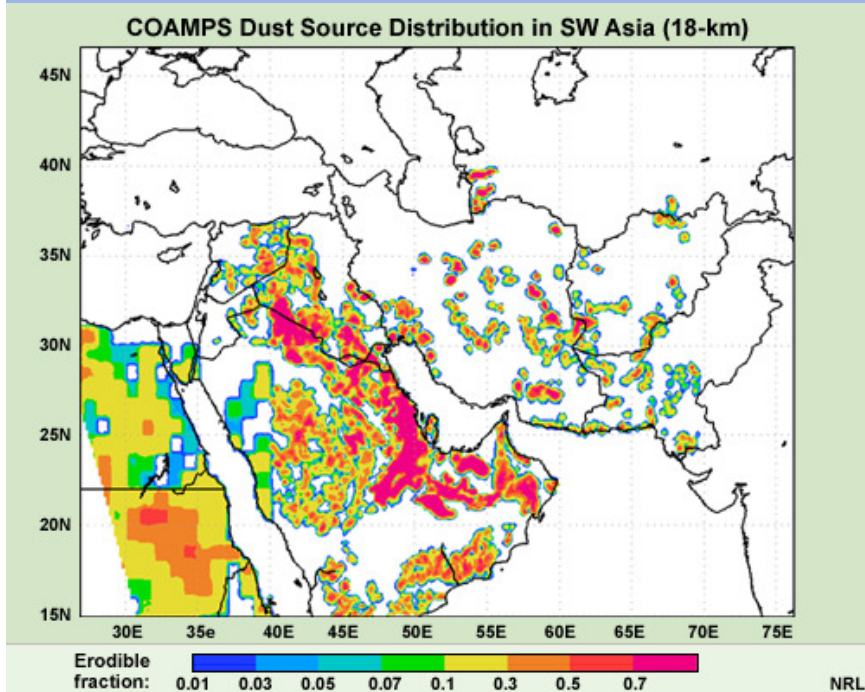 COAMPS Dust Source Distribution in SW Asia (18-km)
45N
40N
35N
30N
25N
20N
15N
30E 35e 40E 45E 50E 55E 60E 65E 70E 75E
Erodible
fraction: 0.01 0.03 0.05 0.07 0.1 0.3 0.5 0.7
NRL